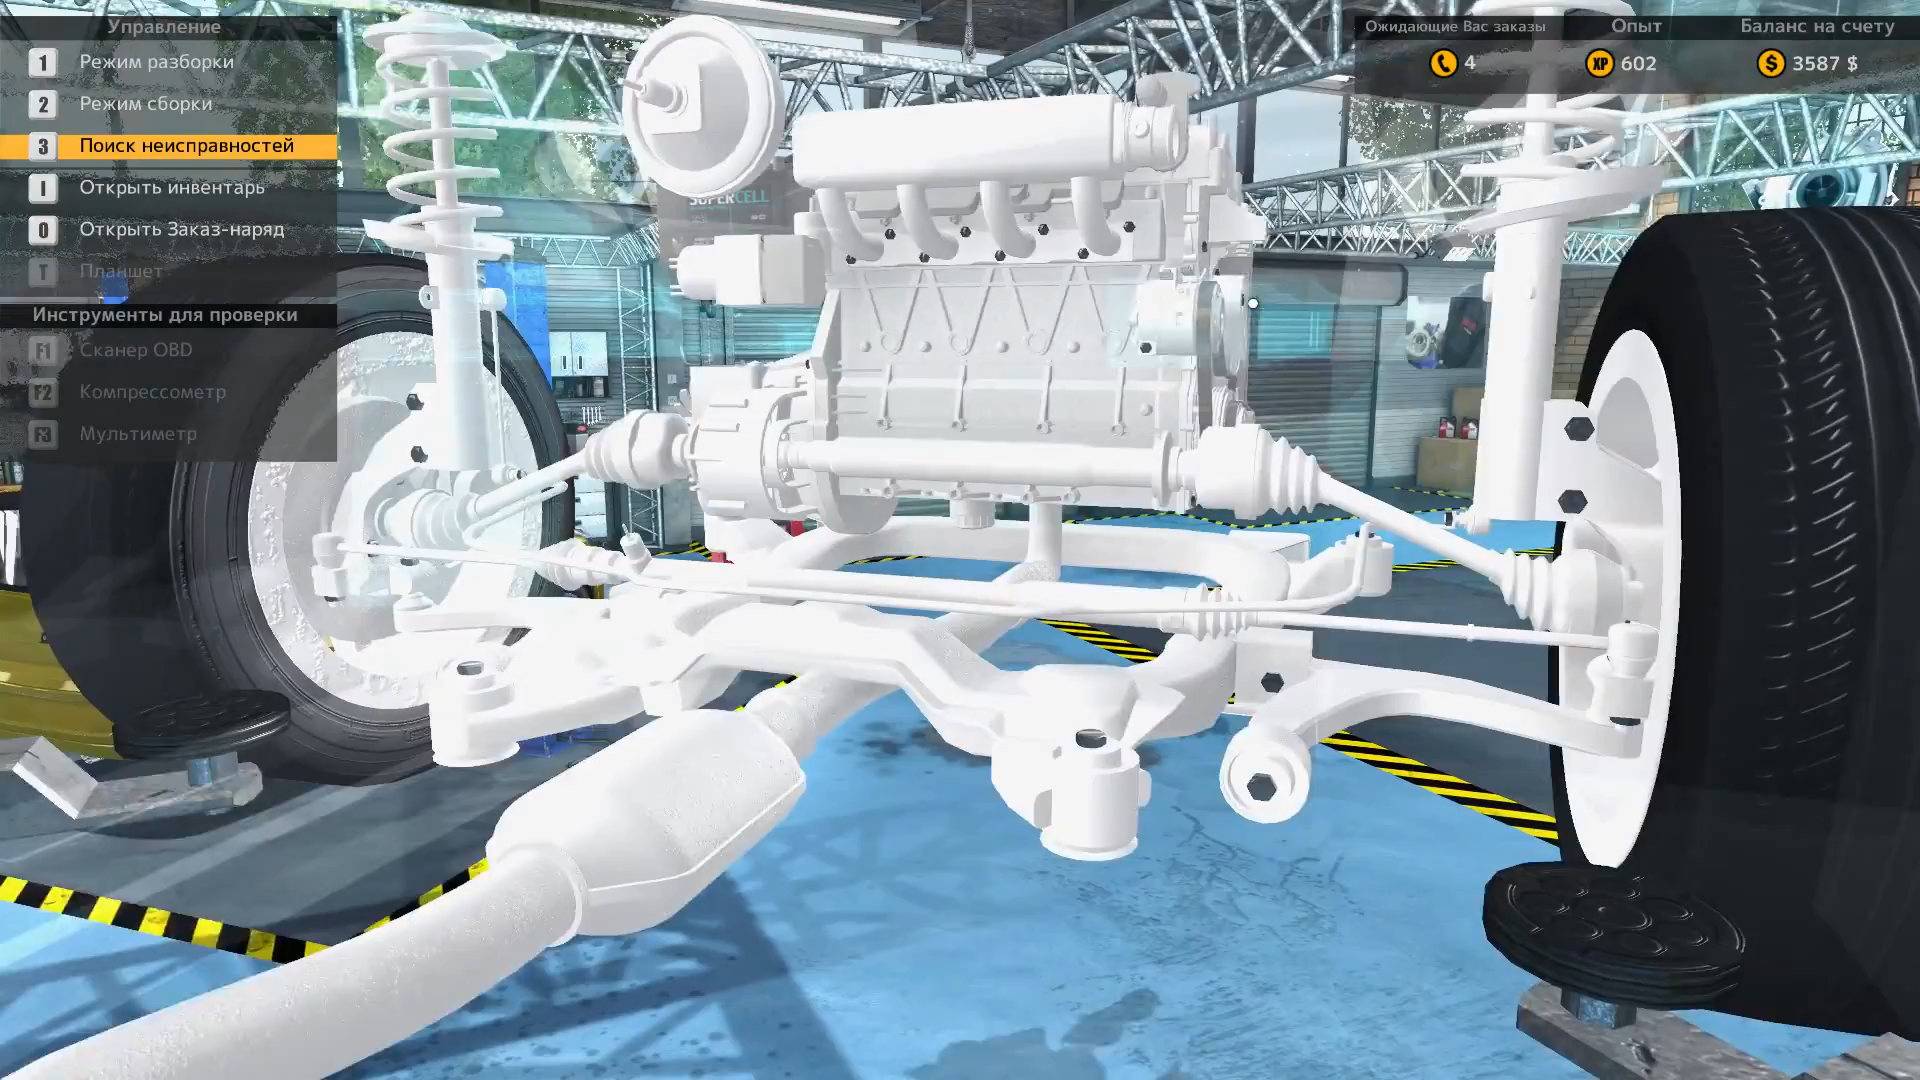 Управление
1 Режим разборки
2 Режим сборки
3 Поиск неисправностей
I Открыть инвентарь
O Открыть Заказ-наряд
T Планшет
Инструменты для проверки
F1 Сканер OBD
F2 Компрессометр
F3 Мультиметр
Ожидающие Вас заказы
4
Опыт
XP 602
Баланс на счету
$ 3587 $
SUPERCELL